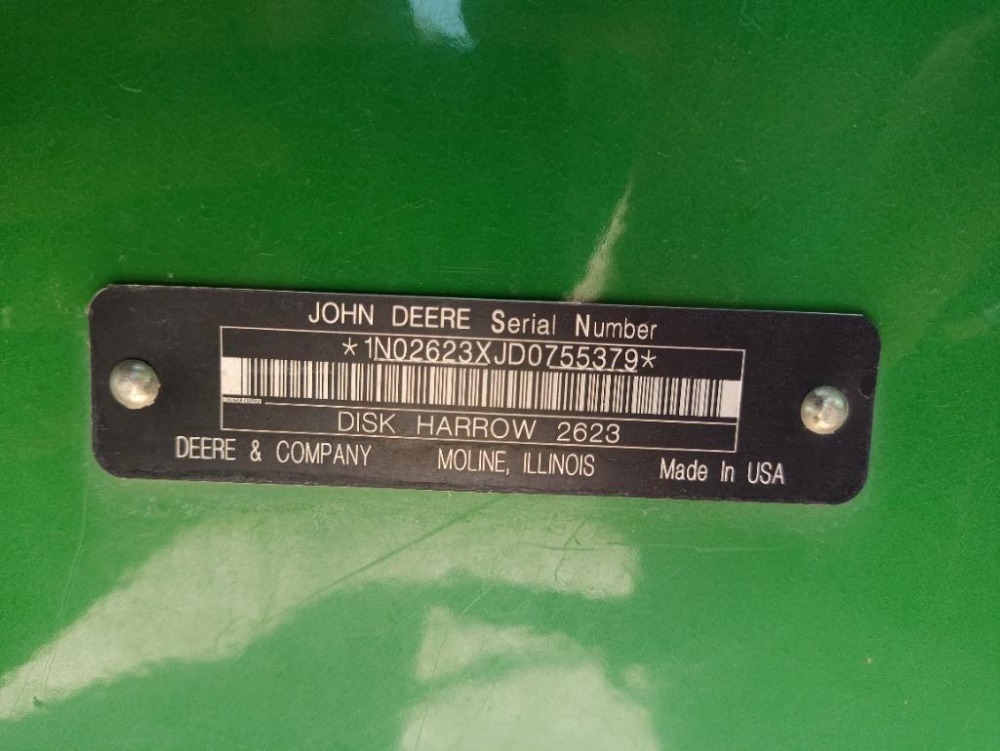 JOHN DEERE Serial Number
*1N02623XJD0755379*
DISK HARROW 2623
DEERE & COMPANY MOLINE, ILLINOIS Made In USA